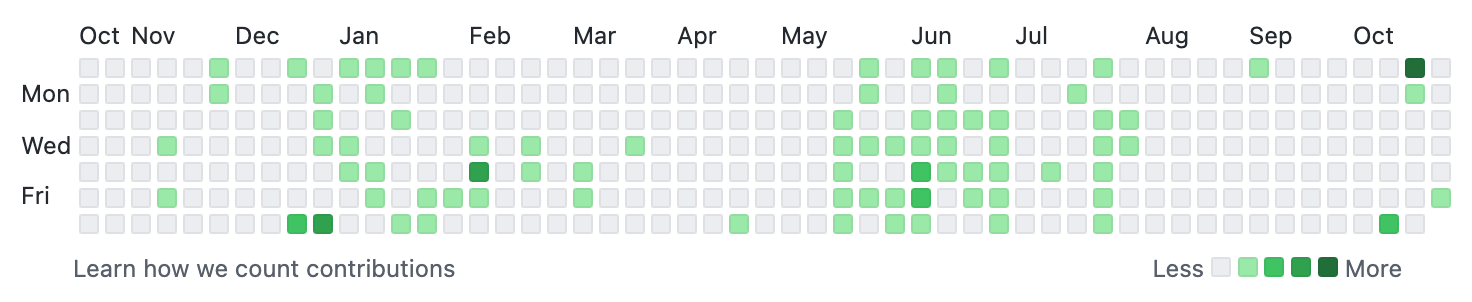 Oct Nov Dec Jan Feb Mar Apr May Jun Jul Aug Sep Oct
Mon
Wed
Fri
Learn how we count contributions Less More